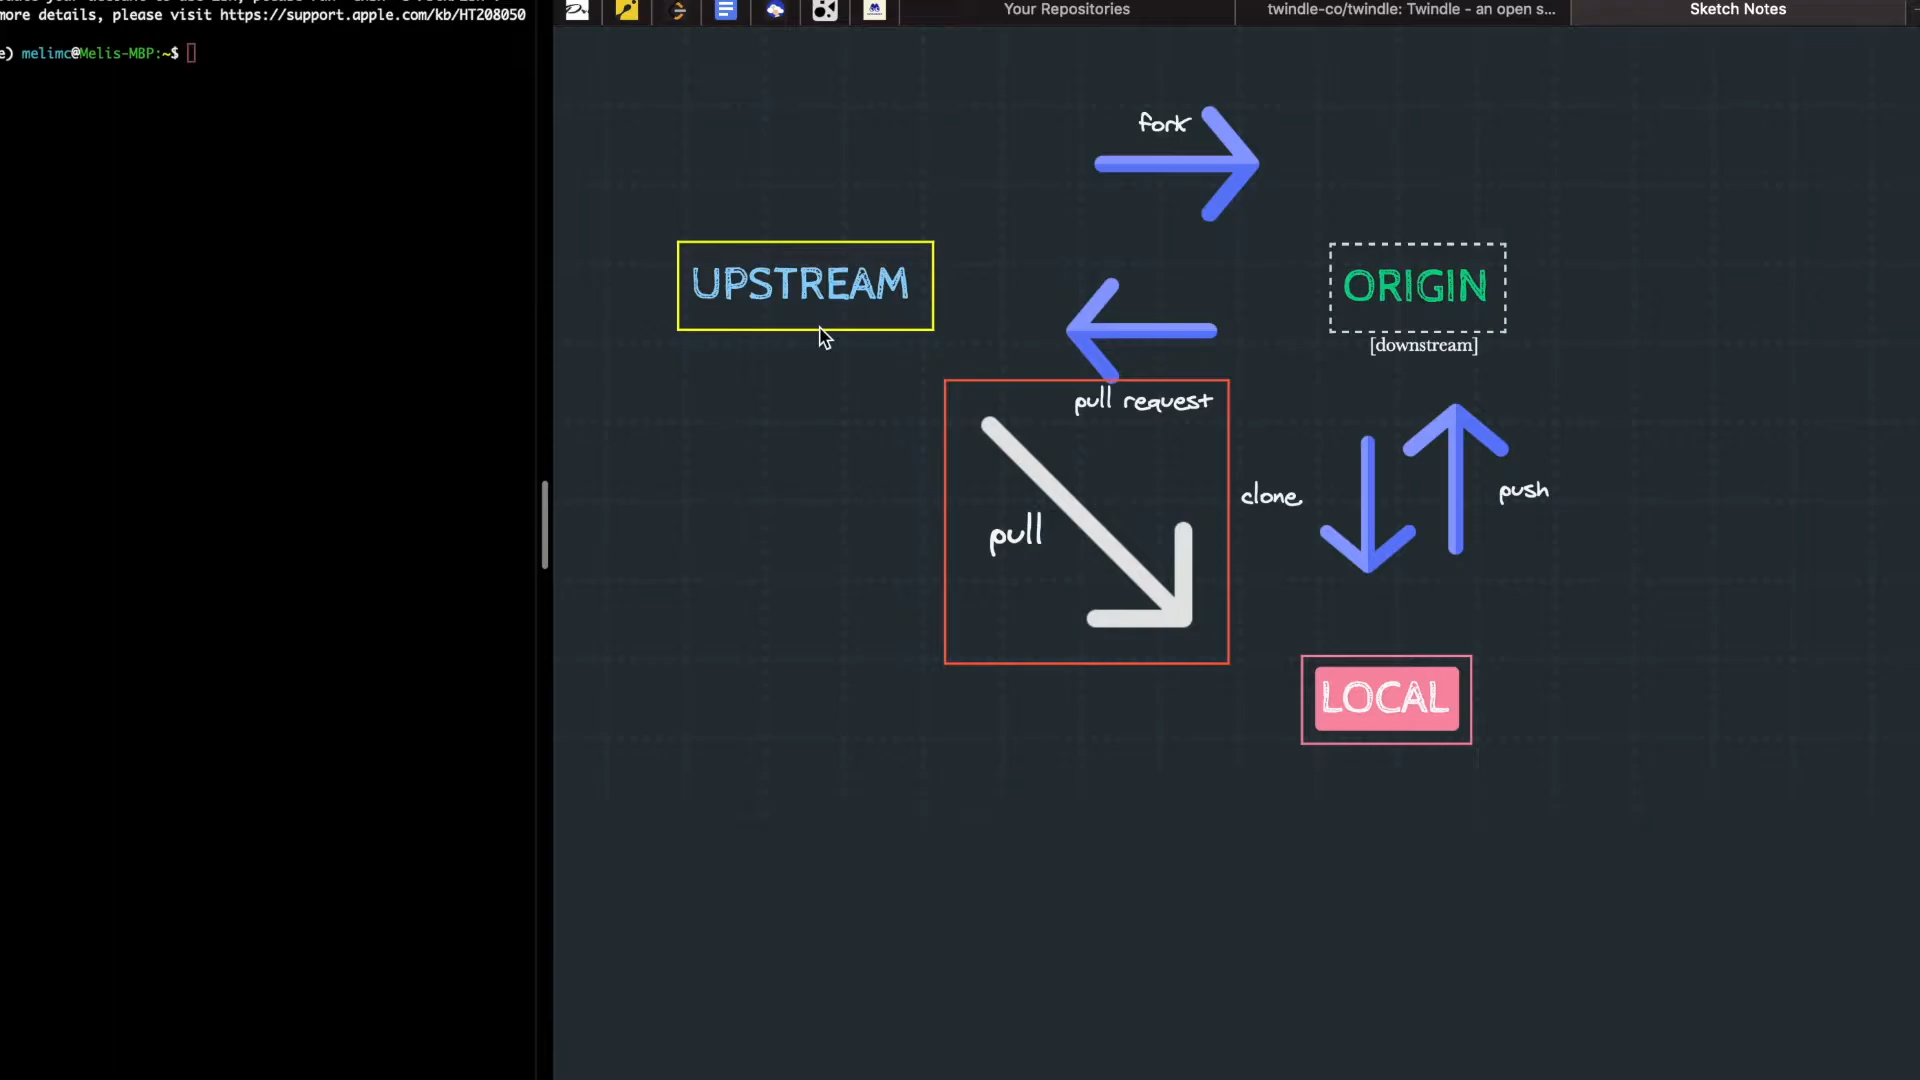 more details, please visit https://support.apple.com/kb/HT208050
e) melimc@Melis-MBP:~$
Your Repositories
twindle-co/twindle: Twindle - an open s...
Sketch Notes
fork
UPSTREAM
ORIGIN
[downstream]
pull request
clone
push
pull
LOCAL